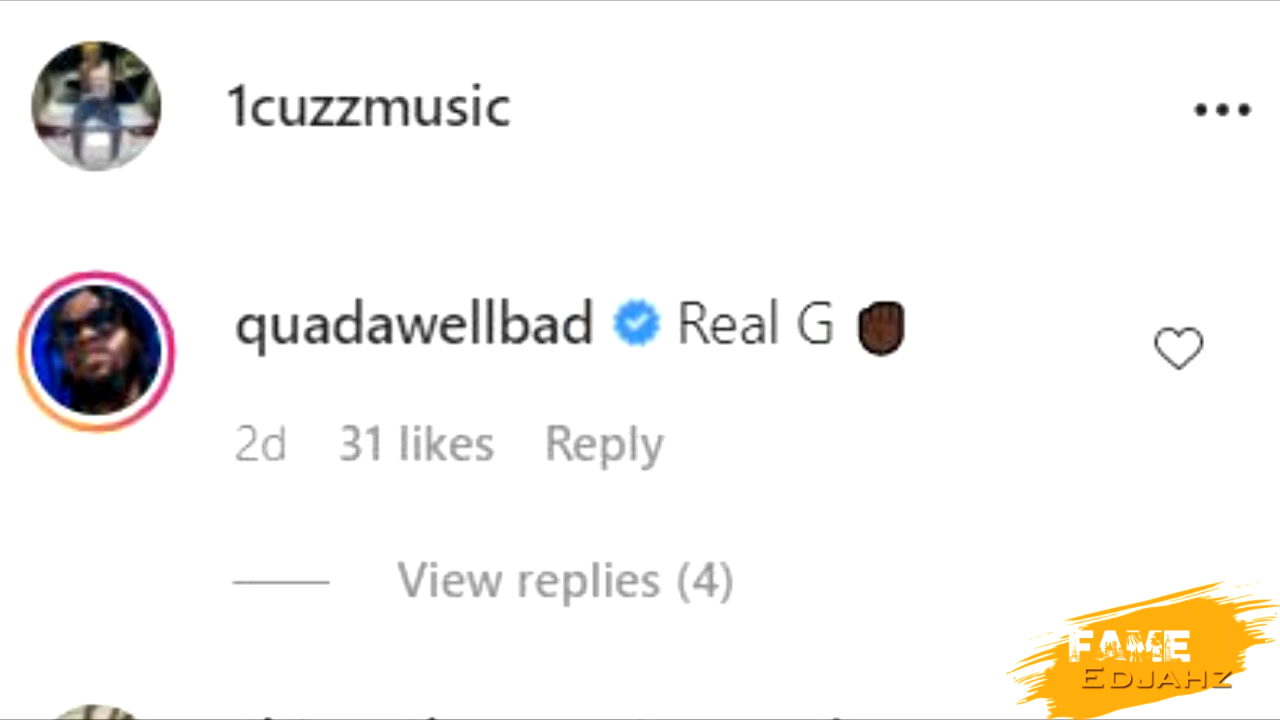 1cuzzmusic
quadawellbad Real G ✊🏿
2d 31 likes Reply
View replies (4)
FAME
EDJAHZ